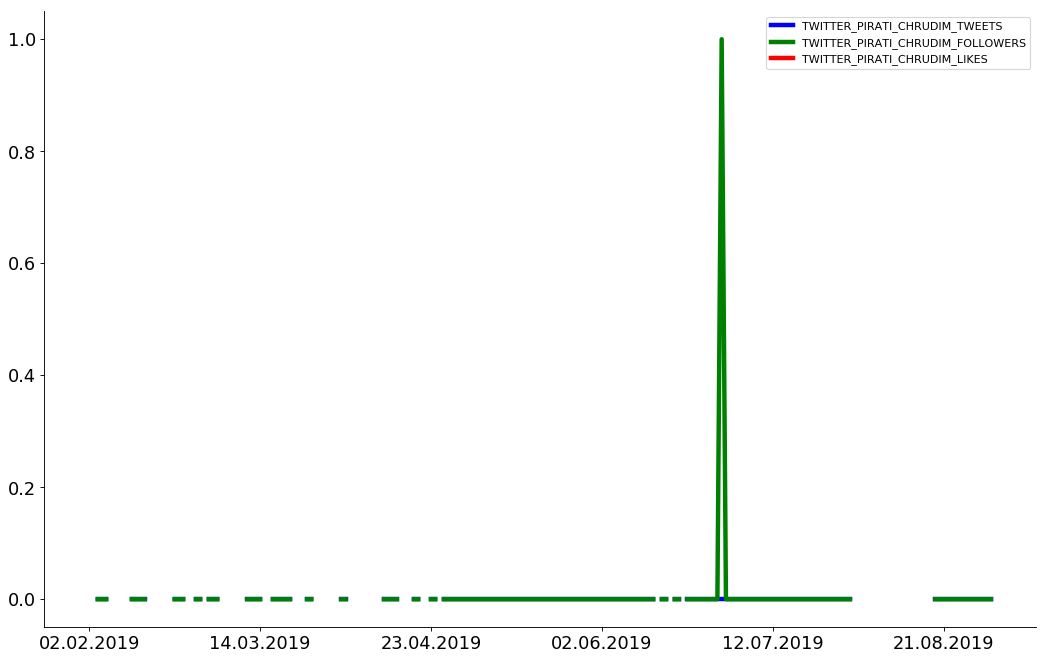 TWITTER_PIRATI_CHRUDIM_TWEETS
TWITTER_PIRATI_CHRUDIM_FOLLOWERS
TWITTER_PIRATI_CHRUDIM_LIKES
1.0
0.8
0.6
0.4
0.2
0.0
02.02.2019 14.03.2019 23.04.2019 02.06.2019 12.07.2019 21.08.2019